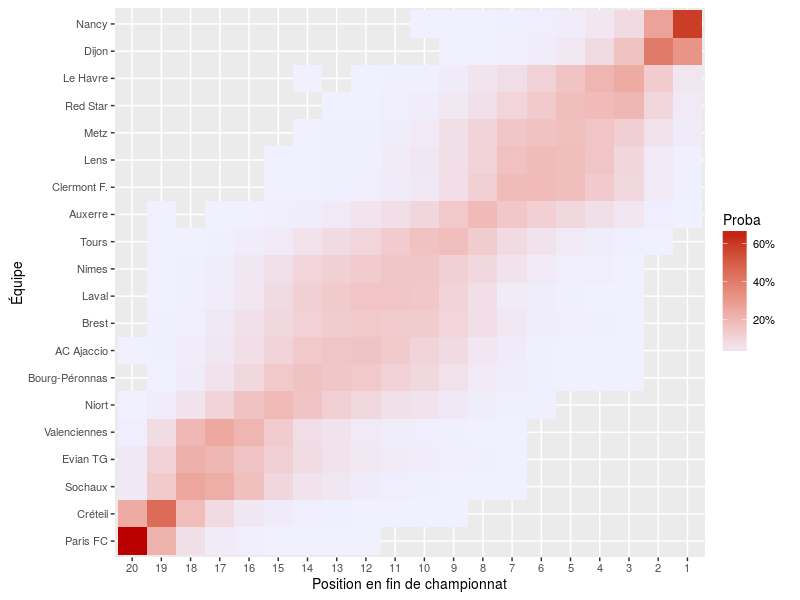 Nancy
Dijon
Le Havre
Red Star
Metz
Lens
Clermont F.
Auxerre
Tours
Nimes
Laval
Brest
AC Ajaccio
Bourg-Péronnas
Niort
Valenciennes
Evian TG
Sochaux
Créteil
Paris FC
Équipe
20 19 18 17 16 15 14 13 12 11 10 9 8 7 6 5 4 3 2 1
Position en fin de championnat
Proba
60%
40%
20%